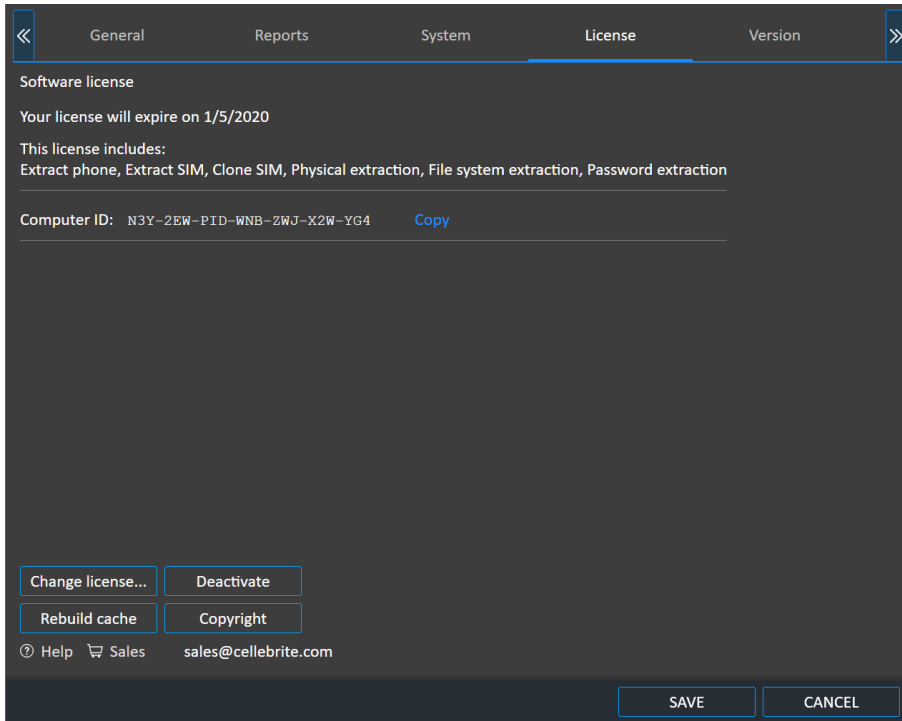 General Reports System License Version
Software license
Your license will expire on 1/5/2020
This license includes:
Extract phone, Extract SIM, Clone SIM, Physical extraction, File system extraction, Password extraction
Computer ID: N3Y-2EW-PID-WNB-ZWJ-X2W-YG4 Copy
Change license... Deactivate
Rebuild cache Copyright
Help Sales sales@cellebrite.com
SAVE CANCEL